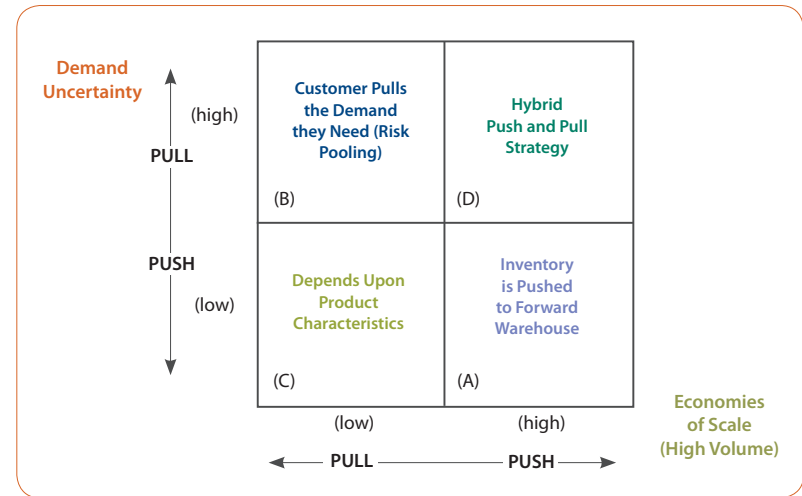 Demand
Uncertainty
(high)
PULL
PUSH
(low)
Customer Pulls
the Demand
they Need (Risk
Pooling)
(B)
Hybrid
Push and Pull
Strategy
(D)
Depends Upon
Product
Characteristics
(C)
Inventory
is Pushed
to Forward
Warehouse
(A)
(low)
(high)
PULL
PUSH
Economies
of Scale
(High Volume)